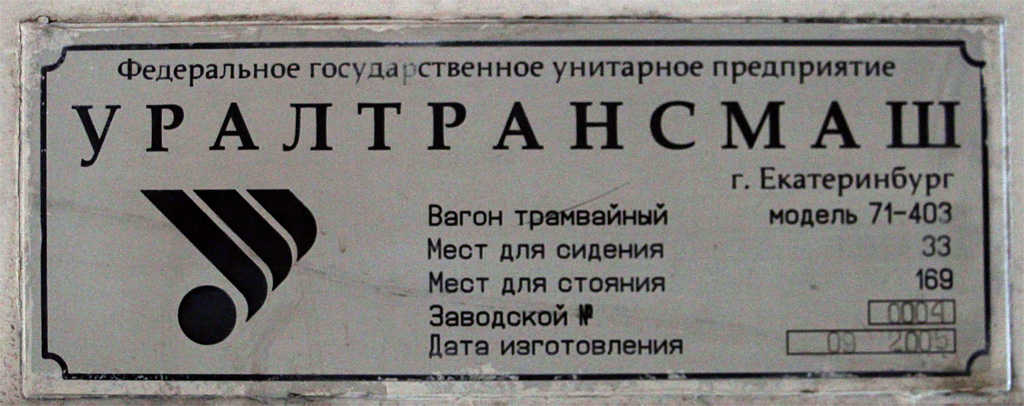 Федеральное государственное унитарное предприятие
УРАЛТРАНСМАШ
г. Екатеринбург
Вагон трамвайный модель 71-403
Мест для сидения 33
Мест для стояния 169
Заводской № 0004
Дата изготовления 09 2005